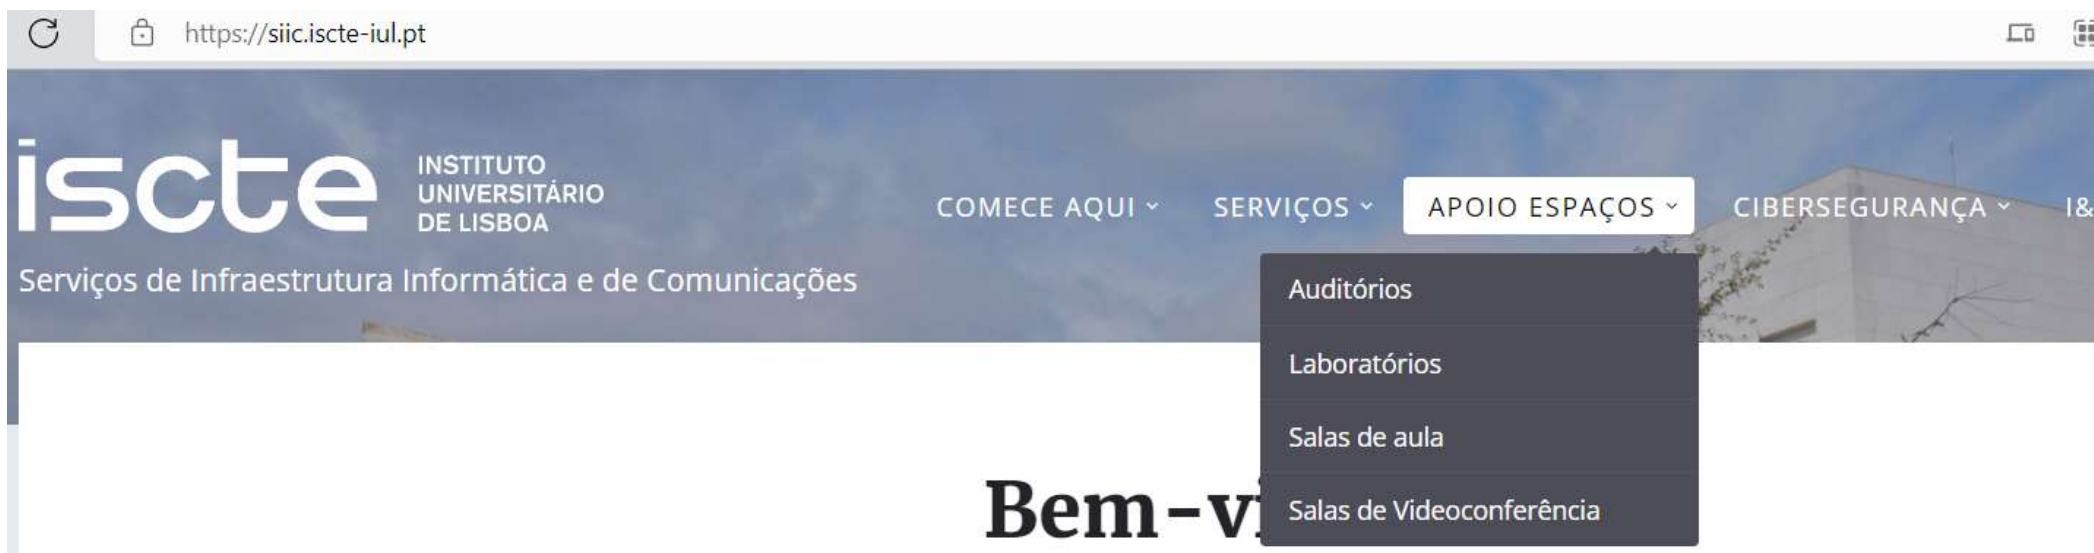 https://siic.iscte-iul.pt
iscte
INSTITUTO
UNIVERSITÁRIO
DE LISBOA
Serviços de Infraestrutura Informática e de Comunicações
COMECE AQUI
SERVIÇOS
APOIO ESPAÇOS
CIBERSEGURANÇA
I&
Auditórios
Laboratórios
Salas de aula
Salas de Videoconferência
Bem-vi